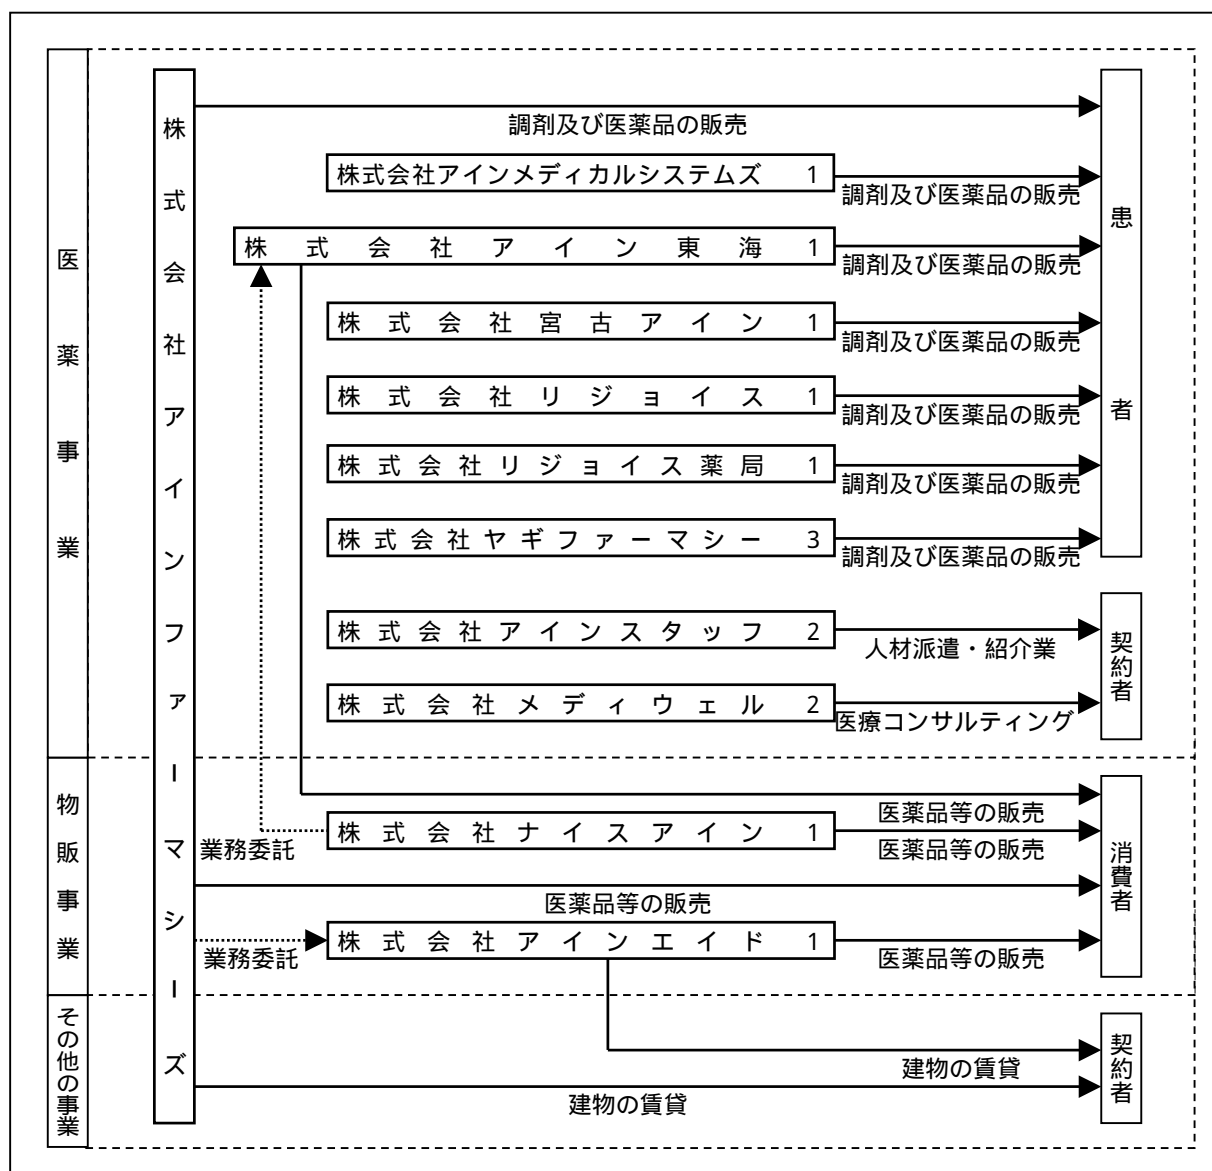 医薬事業
株式会社アインファーマシーズ
調剤及び医薬品の販売
株式会社アインメディカルシステムズ 1
調剤及び医薬品の販売
患者
株式会社アイン東海 1
調剤及び医薬品の販売
株式会社宮古アイン 1
調剤及び医薬品の販売
株式会社リジョイス 1
調剤及び医薬品の販売
株式会社リジョイス薬局 1
調剤及び医薬品の販売
株式会社ヤギファーマシー 3
調剤及び医薬品の販売
株式会社アインスタッフ 2
人材派遣・紹介業
契約者
株式会社メディウェル 2
医療コンサルティング
物販事業
医薬品等の販売
株式会社ナイスアイン 1
業務委託
医薬品等の販売
消費者
医薬品等の販売
株式会社アインエイド 1
業務委託
医薬品等の販売
その他の事業
建物の賃貸
契約者
建物の賃貸